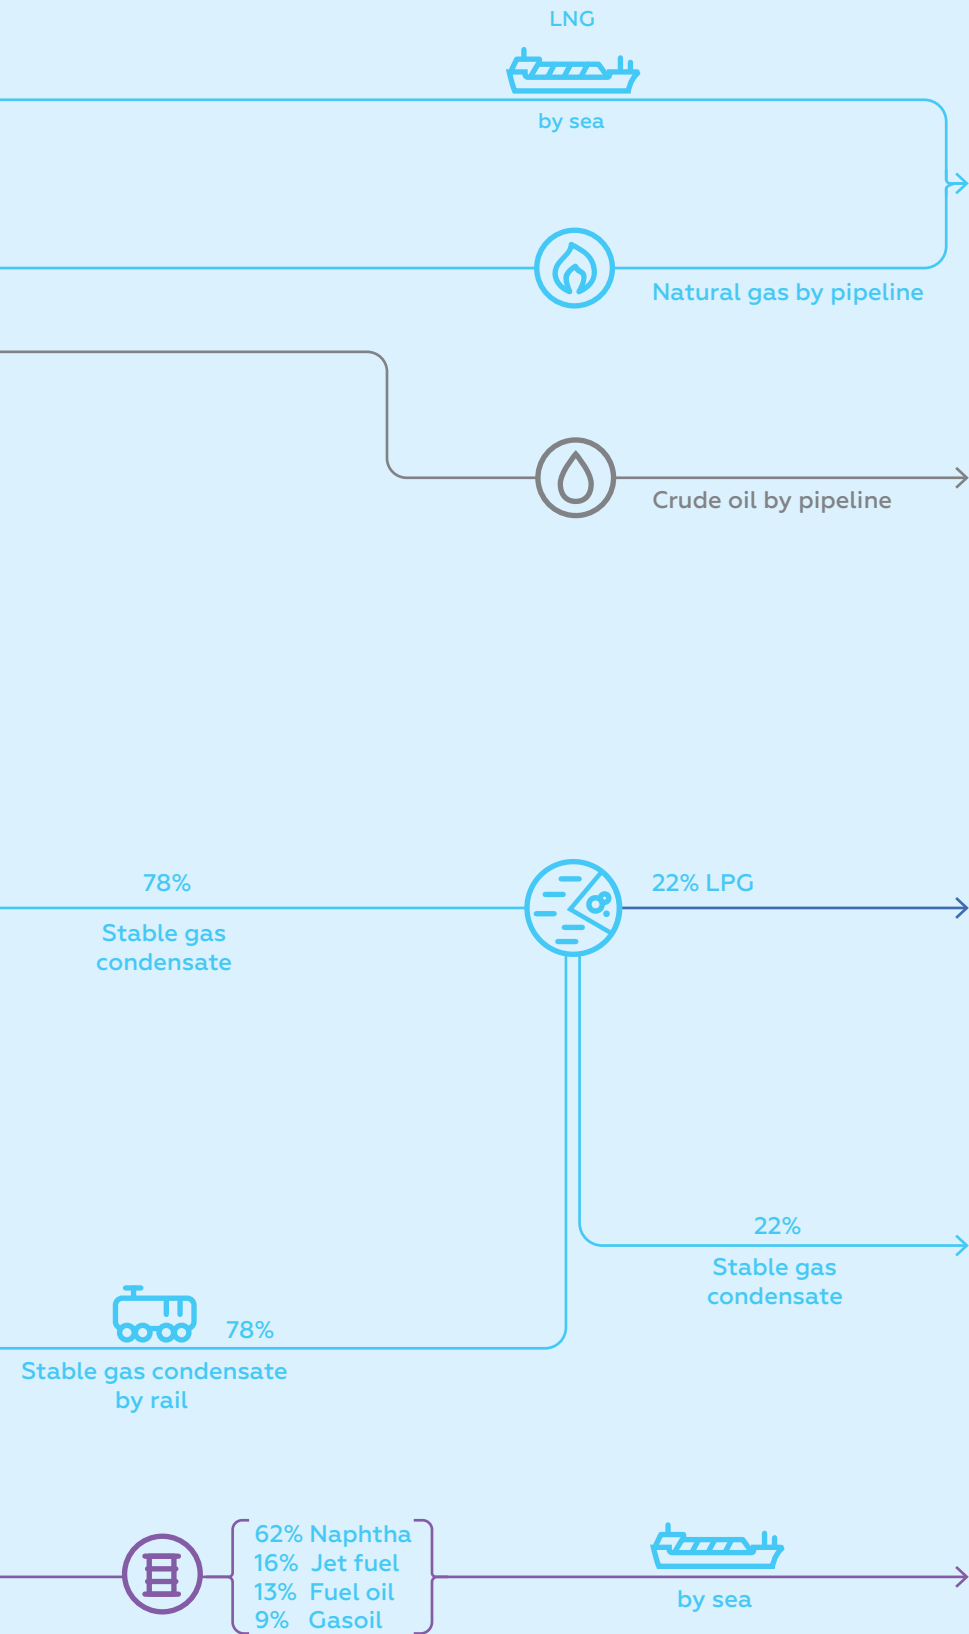 LNG
by sea
Natural gas by pipeline
Crude oil by pipeline
78%
Stable gas
condensate
22% LPG
22%
Stable gas
condensate
78%
Stable gas condensate
by rail
62% Naphtha
16% Jet fuel
13% Fuel oil
9% Gasoil
by sea